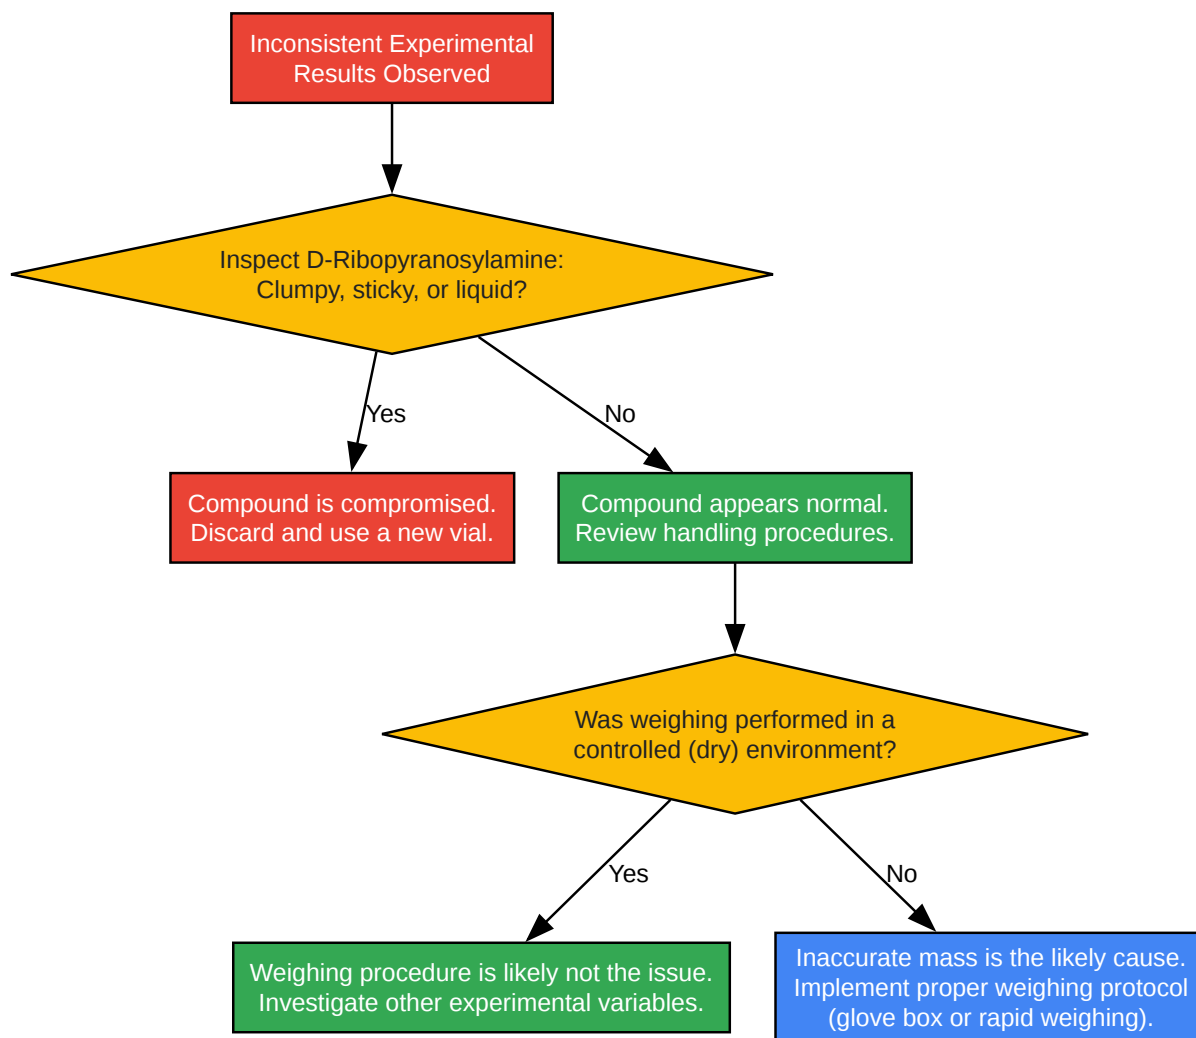 Inconsistent Experimental
Results Observed
Inspect D-Ribopyranosylamine:
Clumpy, sticky, or liquid?
Yes
No
Compound is compromised.
Discard and use a new vial.
Compound appears normal.
Review handling procedures.
Was weighing performed in a
controlled (dry) environment?
Yes
No
Weighing procedure is likely not the issue.
Investigate other experimental variables.
Inaccurate mass is the likely cause.
Implement proper weighing protocol
(glove box or rapid weighing).